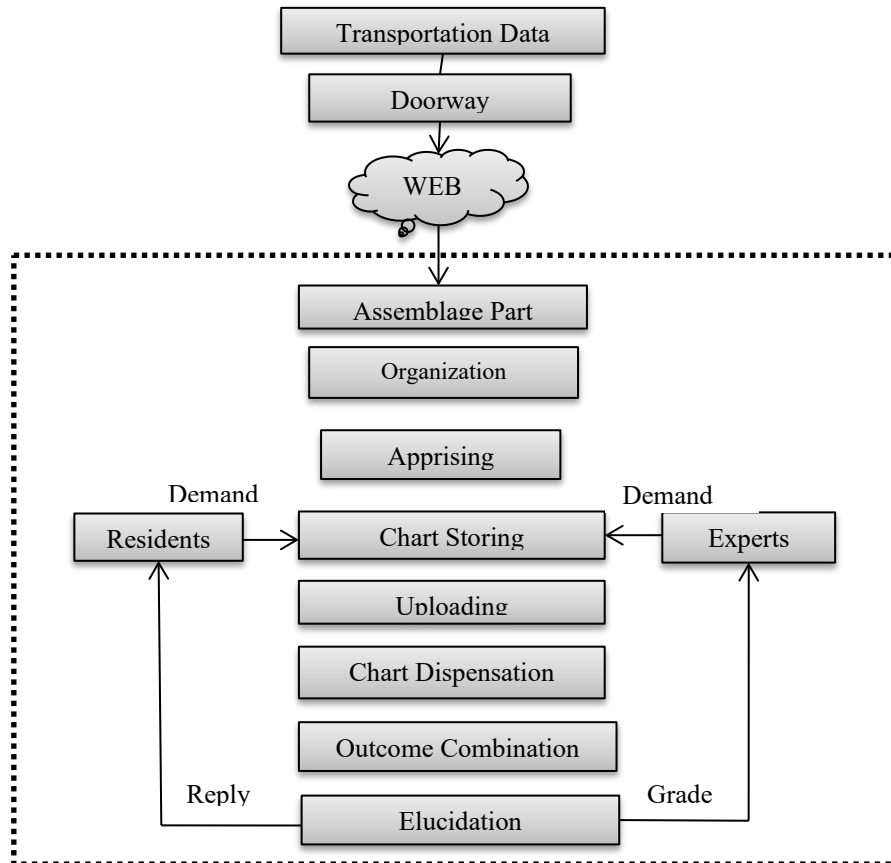 Transportation Data
Doorway
WEB
Assemblage Part
Organization
Apprising
Demand
Demand
Residents
Chart Storing
Experts
Uploading
Chart Dispensation
Outcome Combination
Reply
Grade
Elucidation